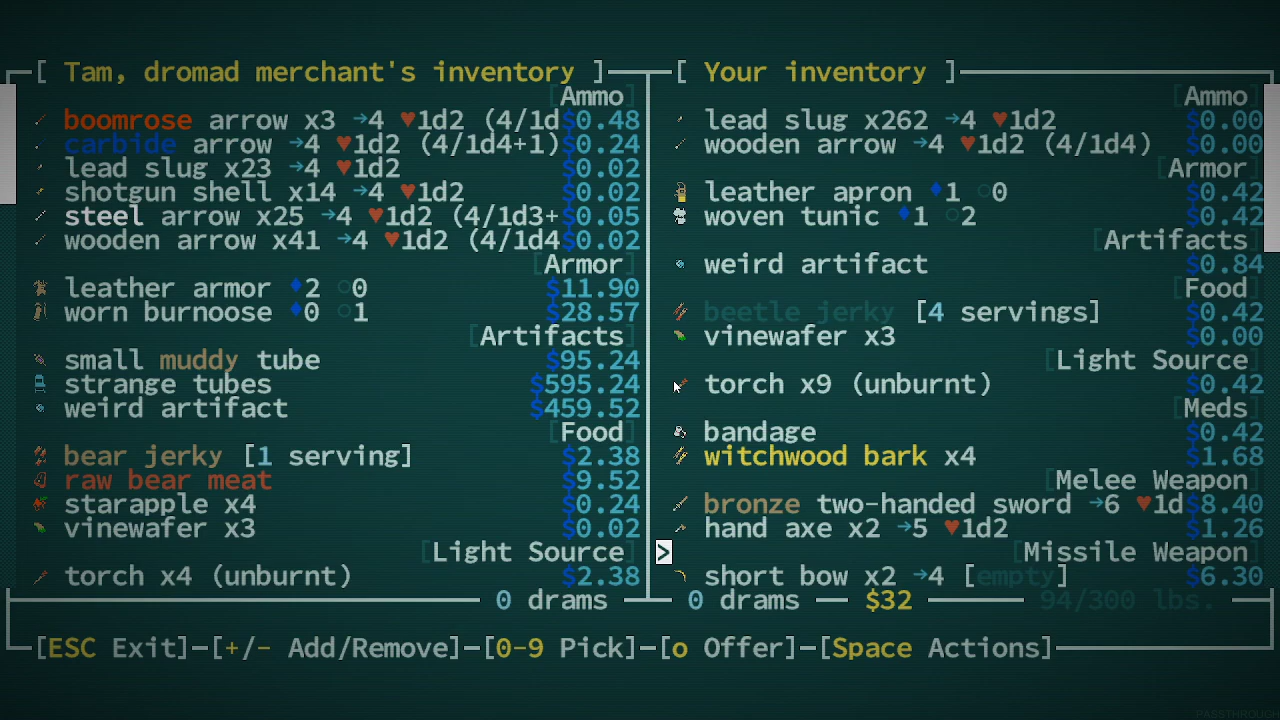 [ Tam, dromad merchant's inventory ]
[Ammo]
boomrose arrow x3 →4 ♥1d2 (4/1d $0.48
carbide arrow →4 ♥1d2 (4/1d4+1) $0.24
lead slug x23 →4 ♥1d2 $0.02
shotgun shell x14 →4 ♥1d2 $0.02
steel arrow x25 →4 ♥1d2 (4/1d3+ $0.05
wooden arrow x41 →4 ♥1d2 (4/1d4 $0.02
[Armor]
leather armor ♦2 ○0 $11.90
worn burnoose ♦0 ○1 $28.57
[Artifacts]
small muddy tube $95.24
strange tubes $595.24
weird artifact $459.52
[Food]
bear jerky [1 serving] $2.38
raw bear meat $9.52
starapple x4 $0.24
vinewafer x3 $0.02
[Light Source]
torch x4 (unburnt) $2.38
0 drams
[ Your inventory ]
[Ammo]
lead slug x262 →4 ♥1d2 $0.00
wooden arrow →4 ♥1d2 (4/1d4) $0.00
[Armor]
leather apron ♦1 ○0 $0.42
woven tunic ♦1 ○2 $0.42
[Artifacts]
weird artifact $0.84
[Food]
beetle jerky [4 servings] $0.42
vinewafer x3 $0.00
[Light Source]
torch x9 (unburnt) $0.42
[Meds]
bandage $0.42
witchwood bark x4 $1.68
[Melee Weapon]
bronze two-handed sword →6 ♥1d $8.40
hand axe x2 →5 ♥1d2 $1.26
> [Missile Weapon]
short bow x2 →4 [empty] $6.30
0 drams $32 94/300 lbs.
[ESC Exit]-[+/- Add/Remove]-[0-9 Pick]-[o Offer]-[Space Actions]
PASSTHROUGH